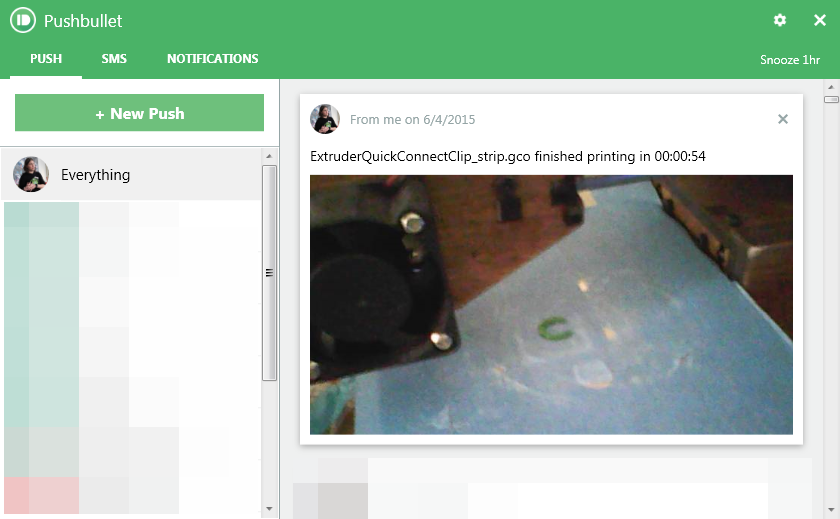 Pushbullet
PUSH SMS NOTIFICATIONS
Snooze 1hr
+ New Push
Everything
From me on 6/4/2015
ExtruderQuickConnectClip_strip.gco finished printing in 00:00:54